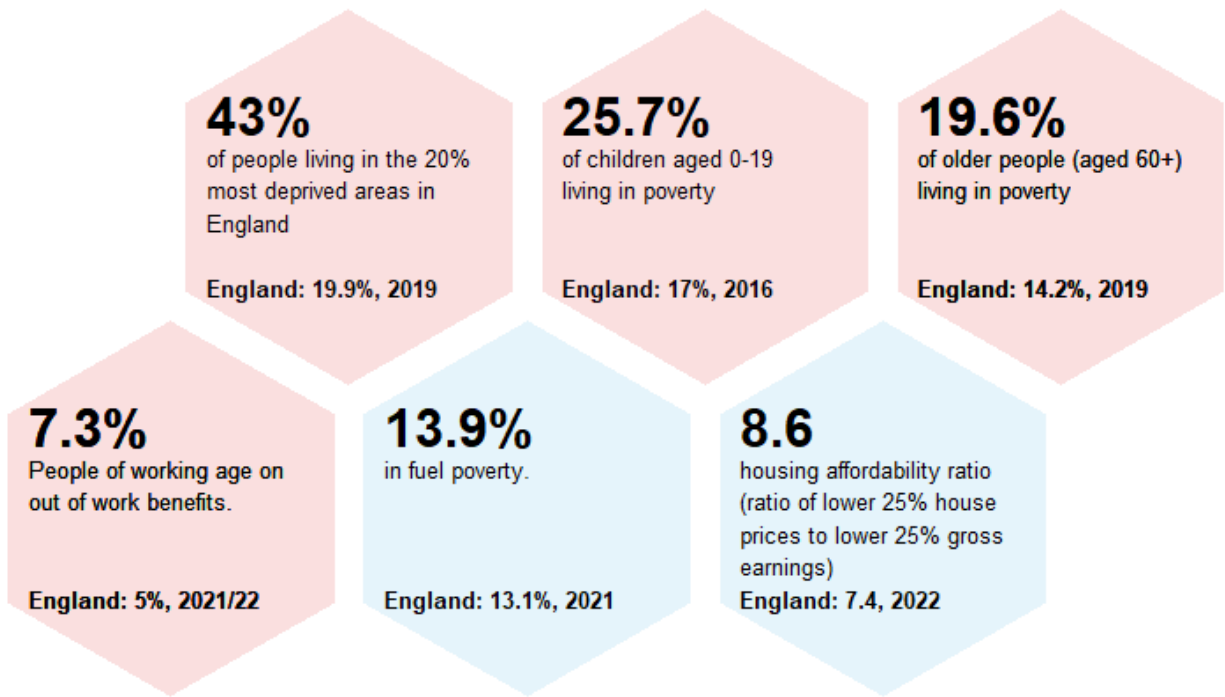 43%
of people living in the 20%
most deprived areas in
England
England: 19.9%, 2019
25.7%
of children aged 0-19
living in poverty
England: 17%, 2016
19.6%
of older people (aged 60+)
living in poverty
England: 14.2%, 2019
7.3%
People of working age on
out of work benefits.
England: 5%, 2021/22
13.9%
in fuel poverty.
England: 13.1%, 2021
8.6
housing affordability ratio
(ratio of lower 25% house
prices to lower 25% gross
earnings)
England: 7.4, 2022